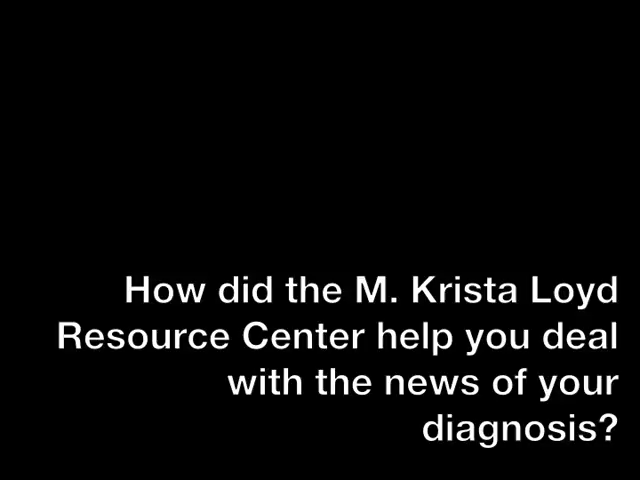 How did the M. Krista Loyd
Resource Center help you deal
with the news of your
diagnosis?